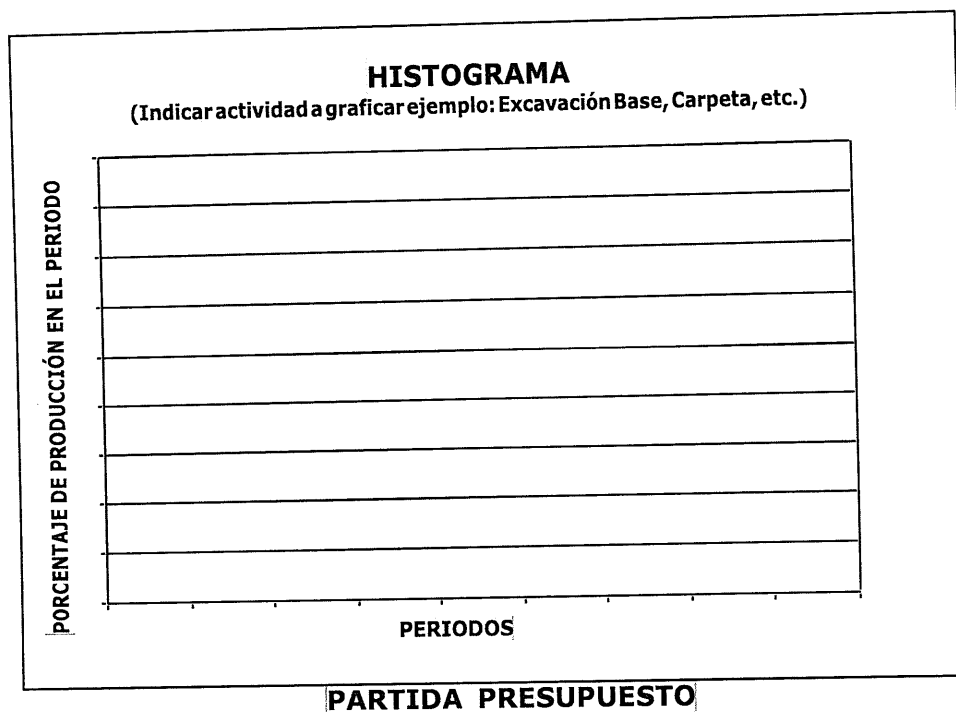 HISTOGRAMA
(Indicar actividad a graficar ejemplo: Excavación Base, Carpeta, etc.)
PORCENTAJE DE PRODUCCIÓN EN EL PERIODO
PERIODOS
PARTIDA PRESUPUESTO